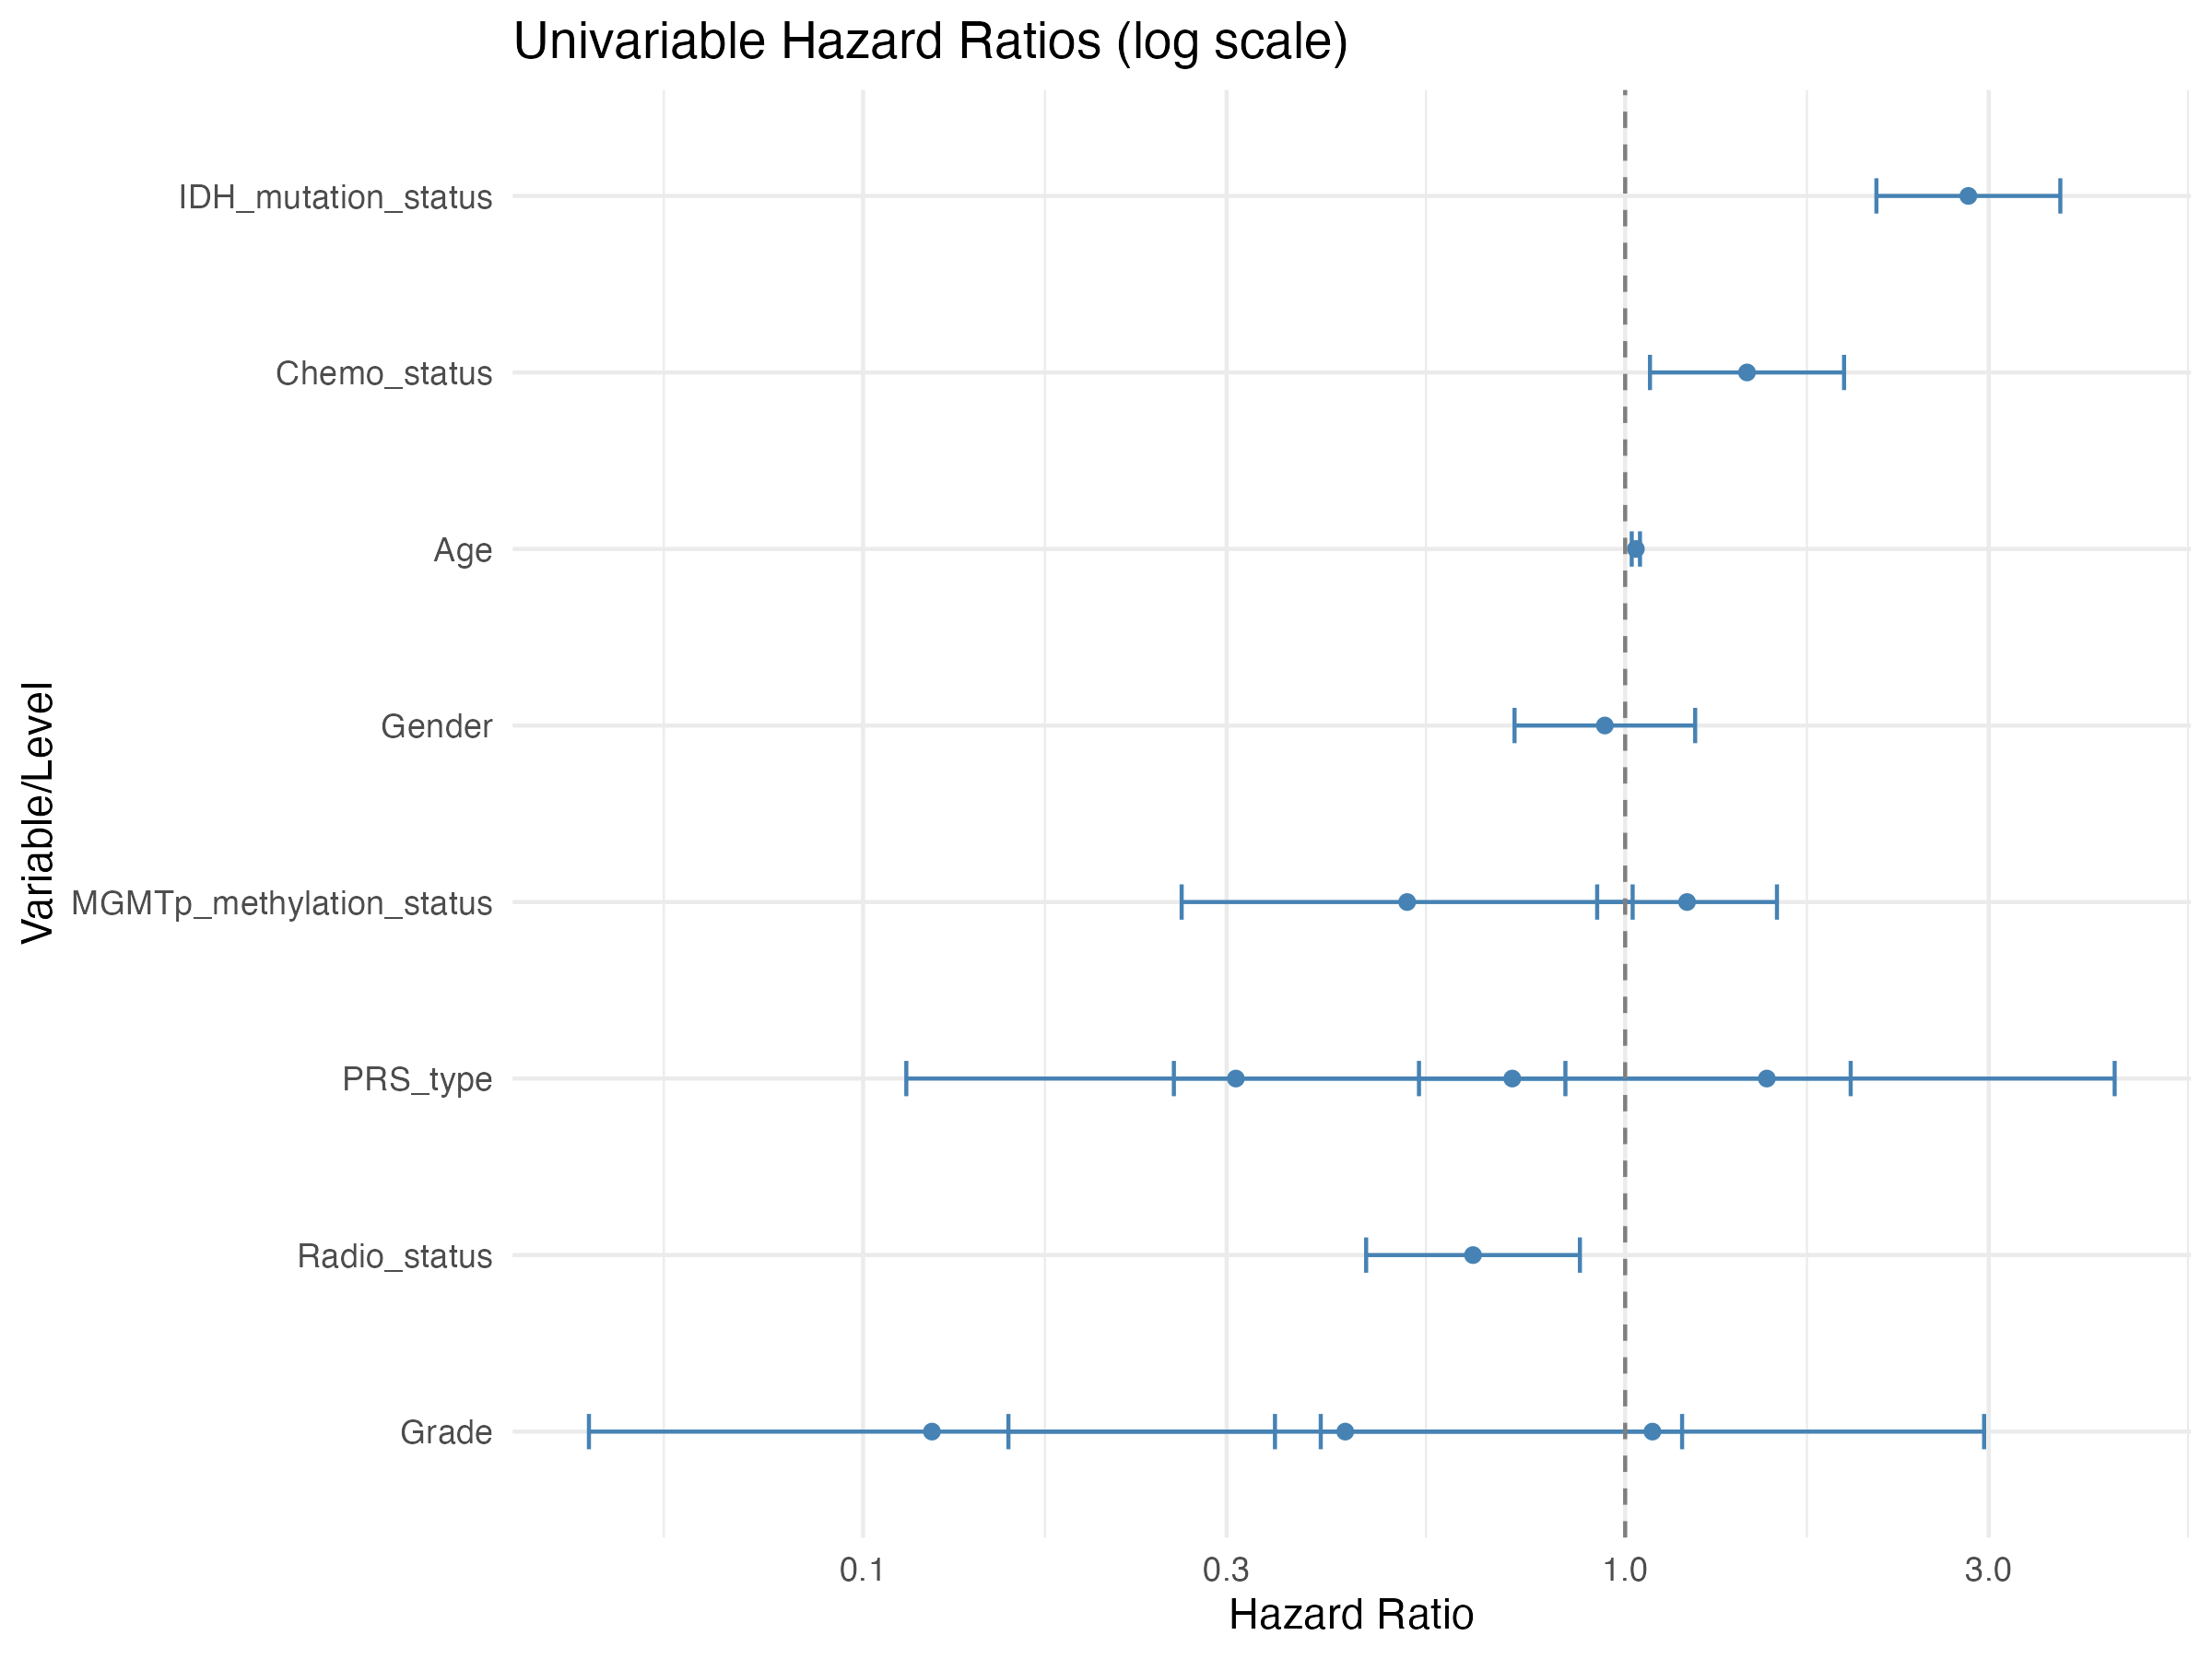 Univariable Hazard Ratios (log scale)
Variable/Level
IDH_mutation_status
Chemo_status
Age
Gender
MGMTp_methylation_status
PRS_type
Radio_status
Grade
0.1 0.3 1.0 3.0
Hazard Ratio